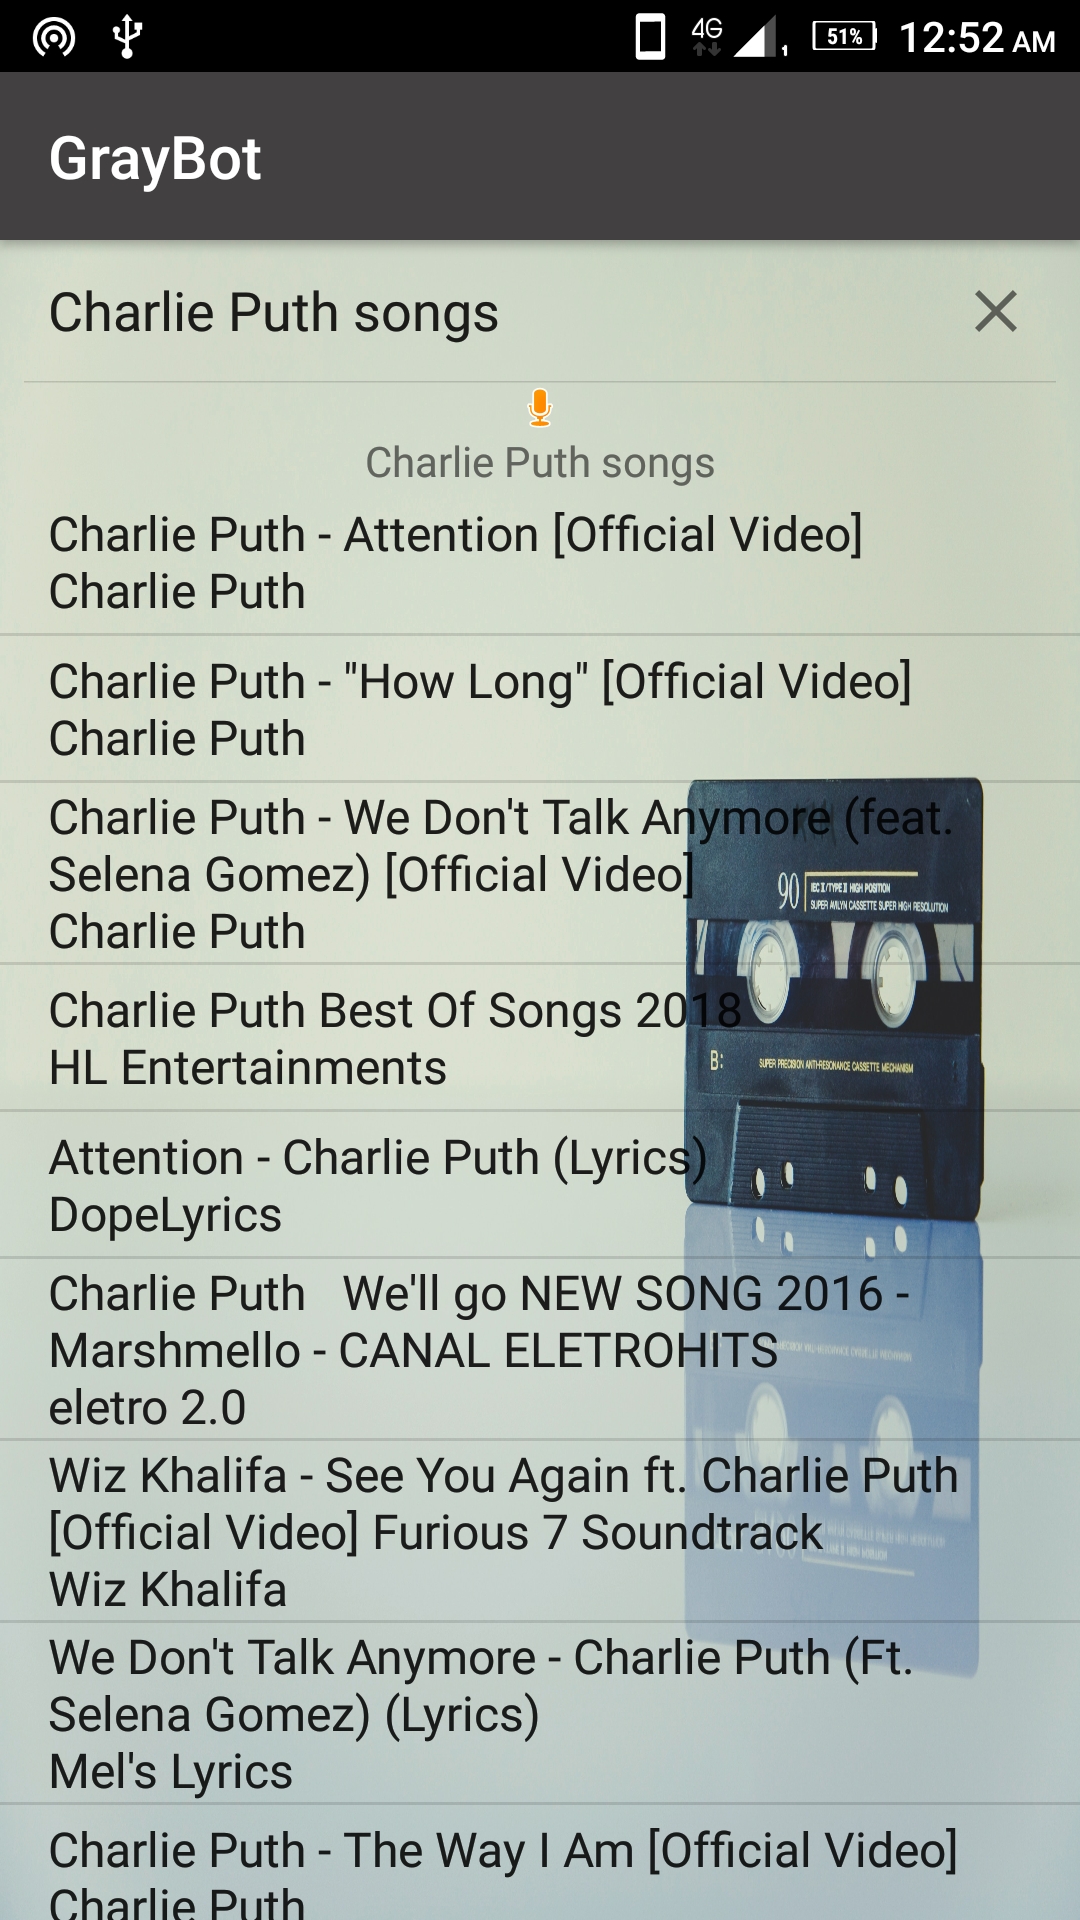 4G
1
51%
12:52 AM
GrayBot
Charlie Puth songs
Charlie Puth songs
Charlie Puth - Attention [Official Video]
Charlie Puth
Charlie Puth - "How Long" [Official Video]
Charlie Puth
Charlie Puth - We Don't Talk Anymore (feat.
Selena Gomez) [Official Video]
Charlie Puth
90
IEC II/TYPE II HIGH POSITION
SUPER AVILYN CASSETTE SUPER HIGH RESOLUTION
Charlie Puth Best Of Songs 2018
HL Entertainments
B:
SUPER PRECISION ANTI-RESONANCE CASSETTE MECHANISM
Attention - Charlie Puth (Lyrics)
DopeLyrics
Charlie Puth   We'll go NEW SONG 2016 -
Marshmello - CANAL ELETROHITS
eletro 2.0
Wiz Khalifa - See You Again ft. Charlie Puth
[Official Video] Furious 7 Soundtrack
Wiz Khalifa
We Don't Talk Anymore - Charlie Puth (Ft.
Selena Gomez) (Lyrics)
Mel's Lyrics
Charlie Puth - The Way I Am [Official Video]
Charlie Puth